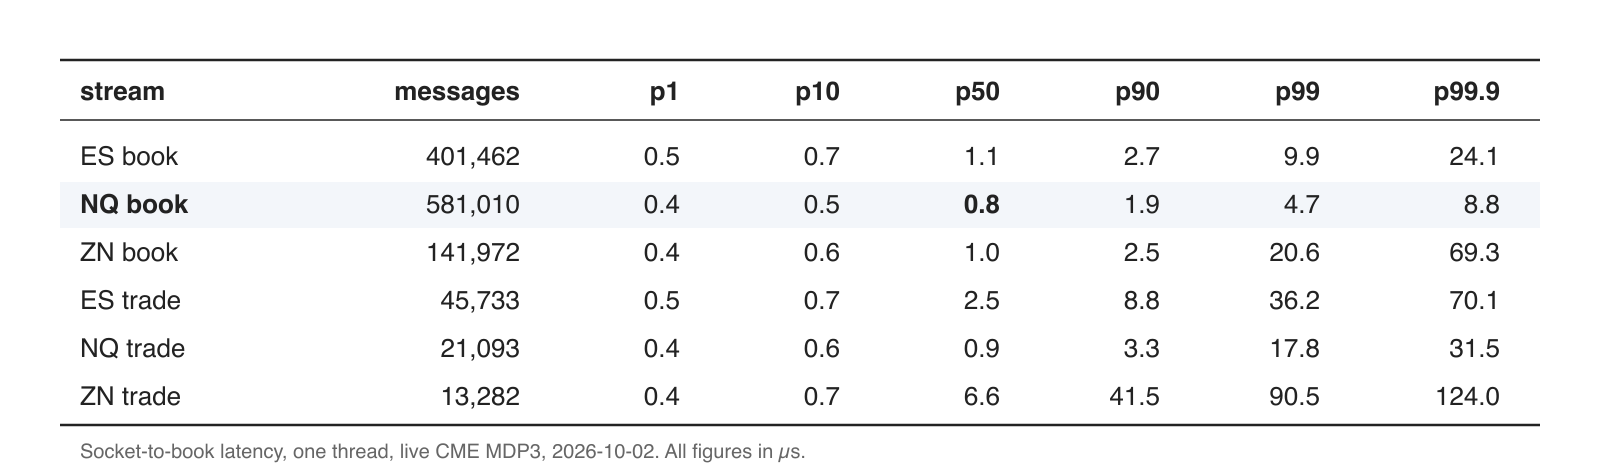 stream messages p1 p10 p50 p90 p99 p99.9
ES book 401,462 0.5 0.7 1.1 2.7 9.9 24.1
NQ book 581,010 0.4 0.5 0.8 1.9 4.7 8.8
ZN book 141,972 0.4 0.6 1.0 2.5 20.6 69.3
ES trade 45,733 0.5 0.7 2.5 8.8 36.2 70.1
NQ trade 21,093 0.4 0.6 0.9 3.3 17.8 31.5
ZN trade 13,282 0.4 0.7 6.6 41.5 90.5 124.0
Socket-to-book latency, one thread, live CME MDP3, 2026-10-02. All figures in µs.